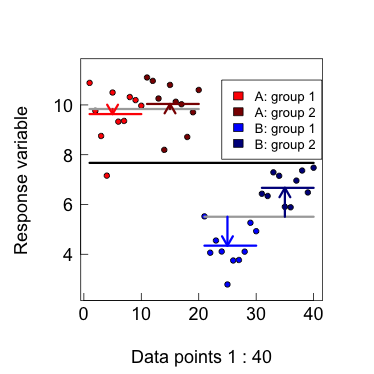 Response variable
10
8
6
4
A: group 1
A: group 2
B: group 1
B: group 2
0 10 20 30 40
Data points 1 : 40